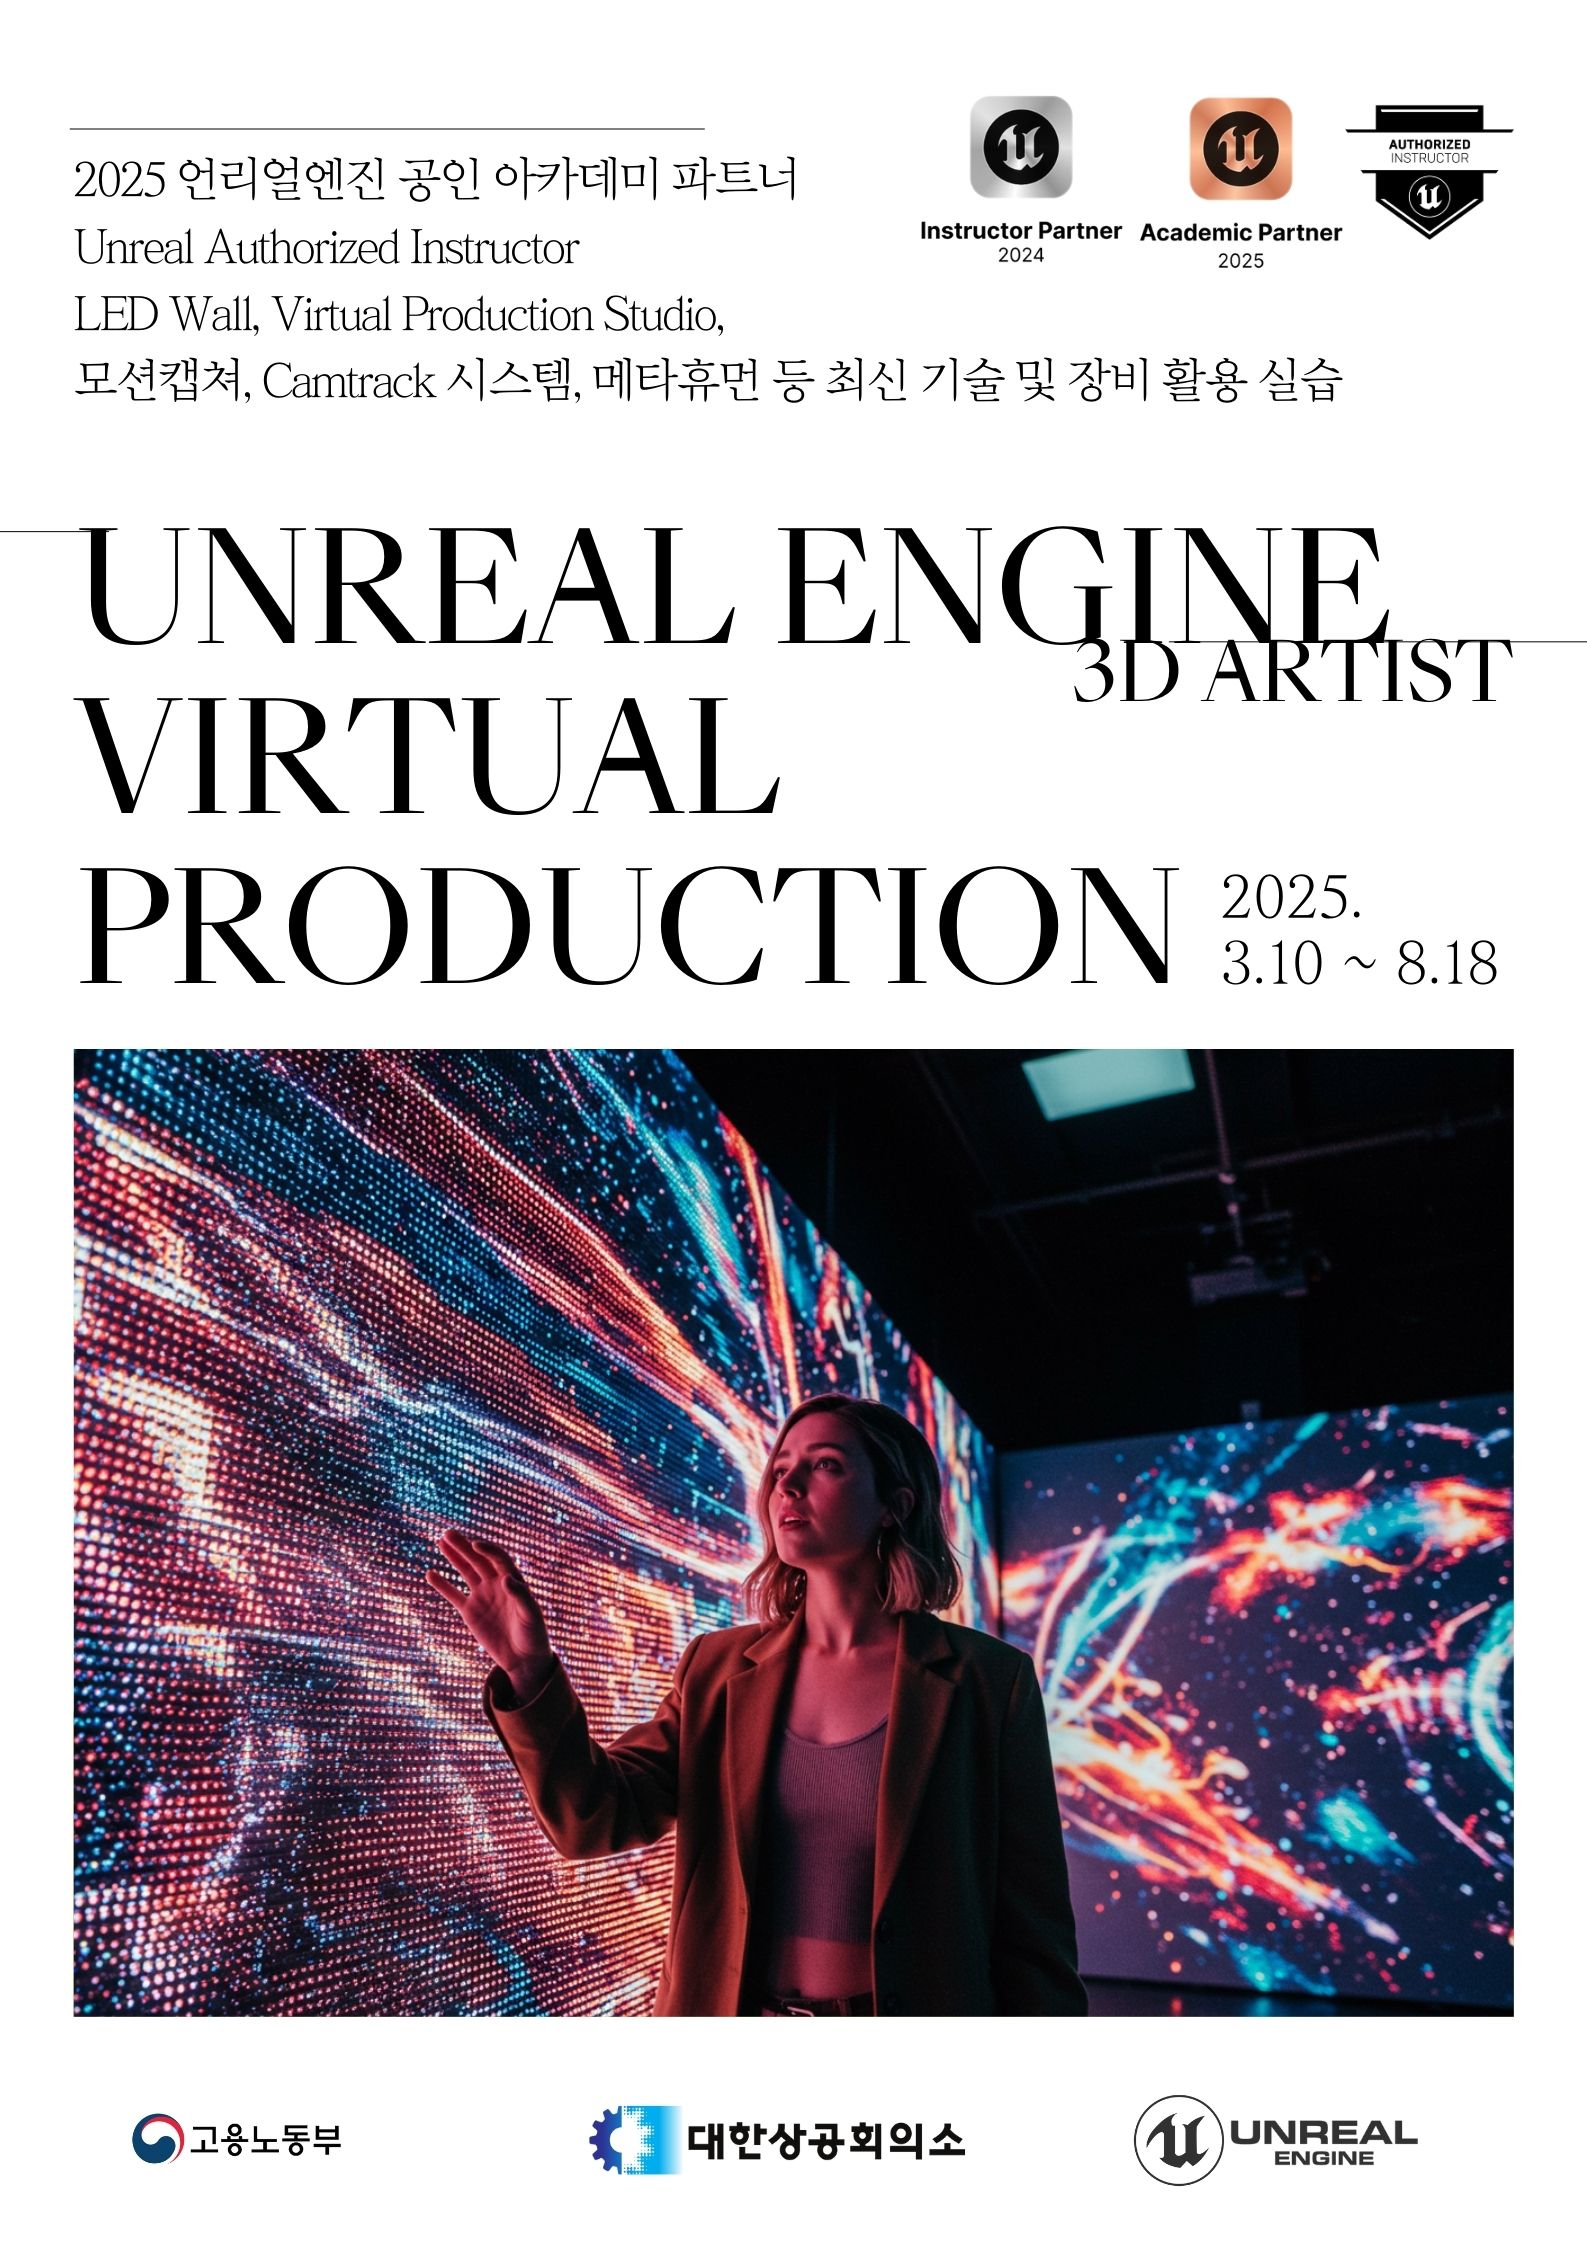 2025 언리얼엔진 공인 아카데미 파트너
Unreal Authorized Instructor
LED Wall, Virtual Production Studio,
모션캡쳐, Camtrack 시스템, 메타휴먼 등 최신 기술 및 장비 활용 실습
Instructor Partner
2024
Academic Partner
2025
AUTHORIZED
INSTRUCTOR
UNREAL ENGINE
3D ARTIST
VIRTUAL
PRODUCTION
2025.
3.10 ~ 8.18
고용노동부
대한상공회의소
UNREAL
ENGINE